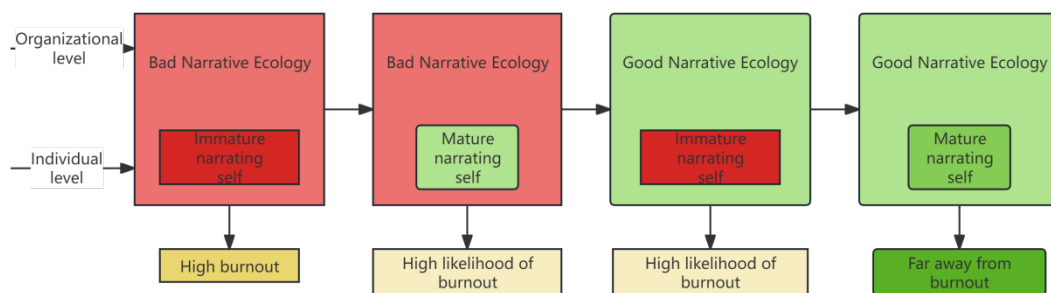 Organizational
level
Bad Narrative Ecology
Bad Narrative Ecology
Good Narrative Ecology
Good Narrative Ecology
Individual
level
Immature
narrating
self
Mature
narrating
self
Immature
narrating
self
Mature
narrating
self
High burnout
High likelihood of
burnout
High likelihood of
burnout
Far away from
burnout